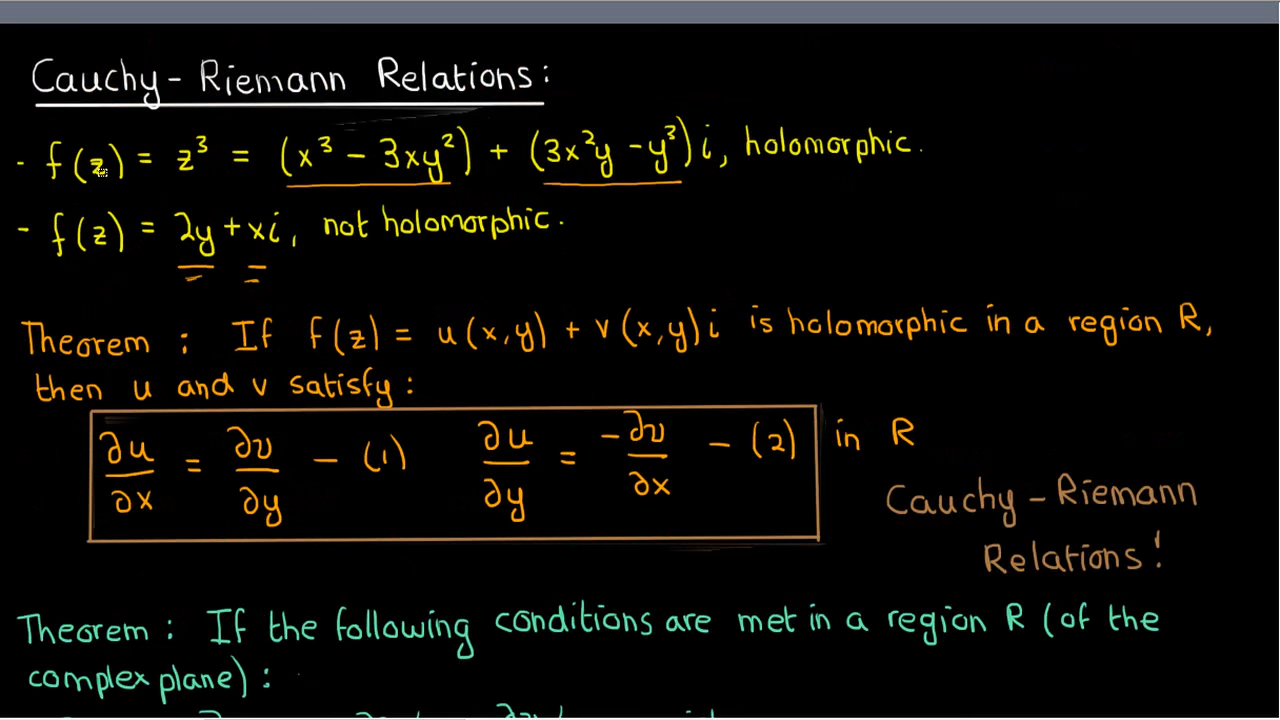 Cauchy-Riemann Relations:
- f(z) = z³ = (x³ - 3xy²) + (3x²y - y³)i, holomorphic.
- f(z) = 2y + xi, not holomorphic.
Theorem: If f(z) = u(x,y) + v(x,y)i is holomorphic in a region R,
then u and v satisfy:
∂u/∂x = ∂v/∂y - (1) ∂u/∂y = -∂v/∂x - (2) in R
Cauchy-Riemann
Relations!
Theorem: If the following conditions are met in a region R (of the
complex plane):